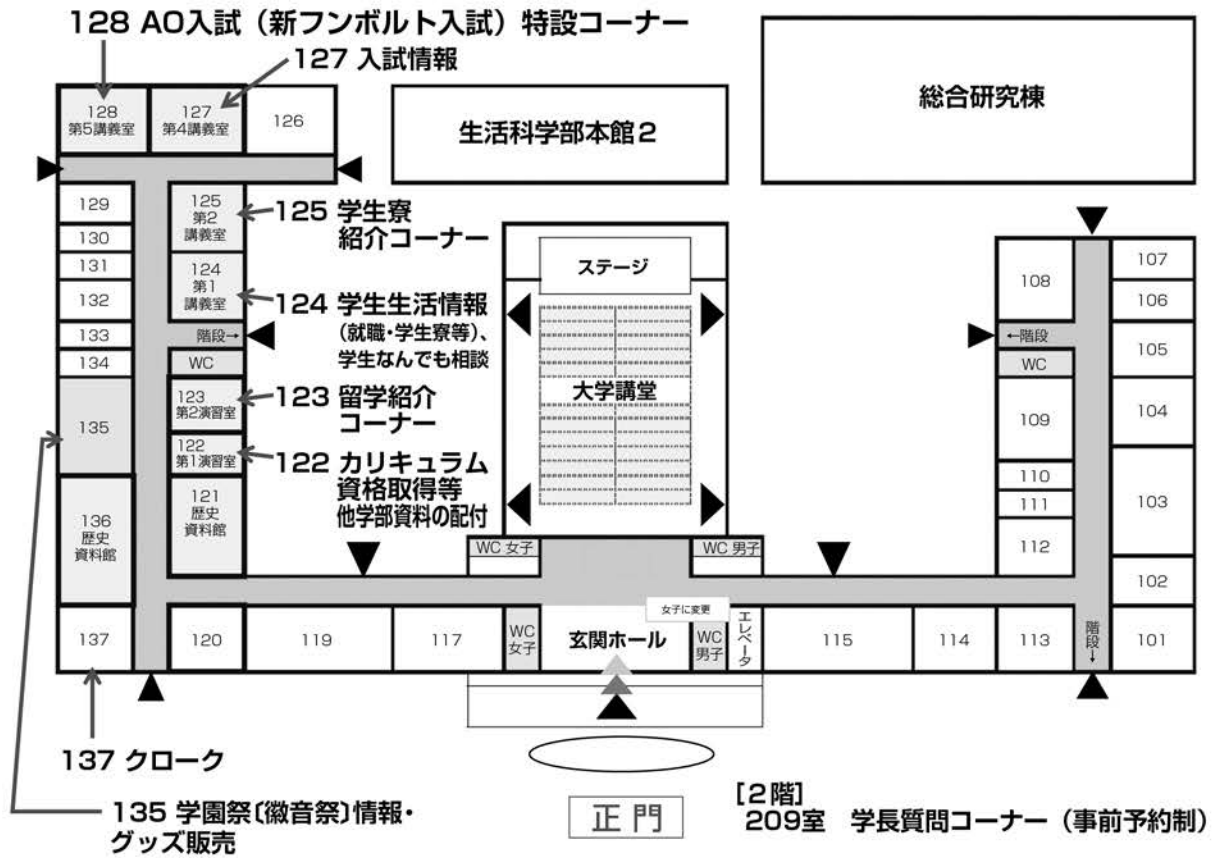 128 AO入試（新フンボルト入試）特設コーナー
127 入試情報
128
第5講義室
127
第4講義室
126
生活科学部本館2
総合研究棟
129
130
131
132
133
134
135
136
歴史
資料館
137
125
第2
講義室
124
第1
講義室
階段→
WC
123
第2演習室
122
第1演習室
121
歴史
資料館
125 学生寮
紹介コーナー
124 学生生活情報
（就職・学生寮等）、
学生なんでも相談
123 留学紹介
コーナー
122 カリキュラム
資格取得等
他学部資料の配付
ステージ
大学講堂
WC 女子
WC 男子
108
←階段
WC
109
110
111
112
107
106
105
104
103
102
101
120
119
117
WC
女子
玄関ホール
女子に変更
WC
男子
エレベータ
115
114
113
階段→
137 クローク
135 学園祭〔徽音祭〕情報・
グッズ販売
正門
［2階］
209室 学長質問コーナー（事前予約制）